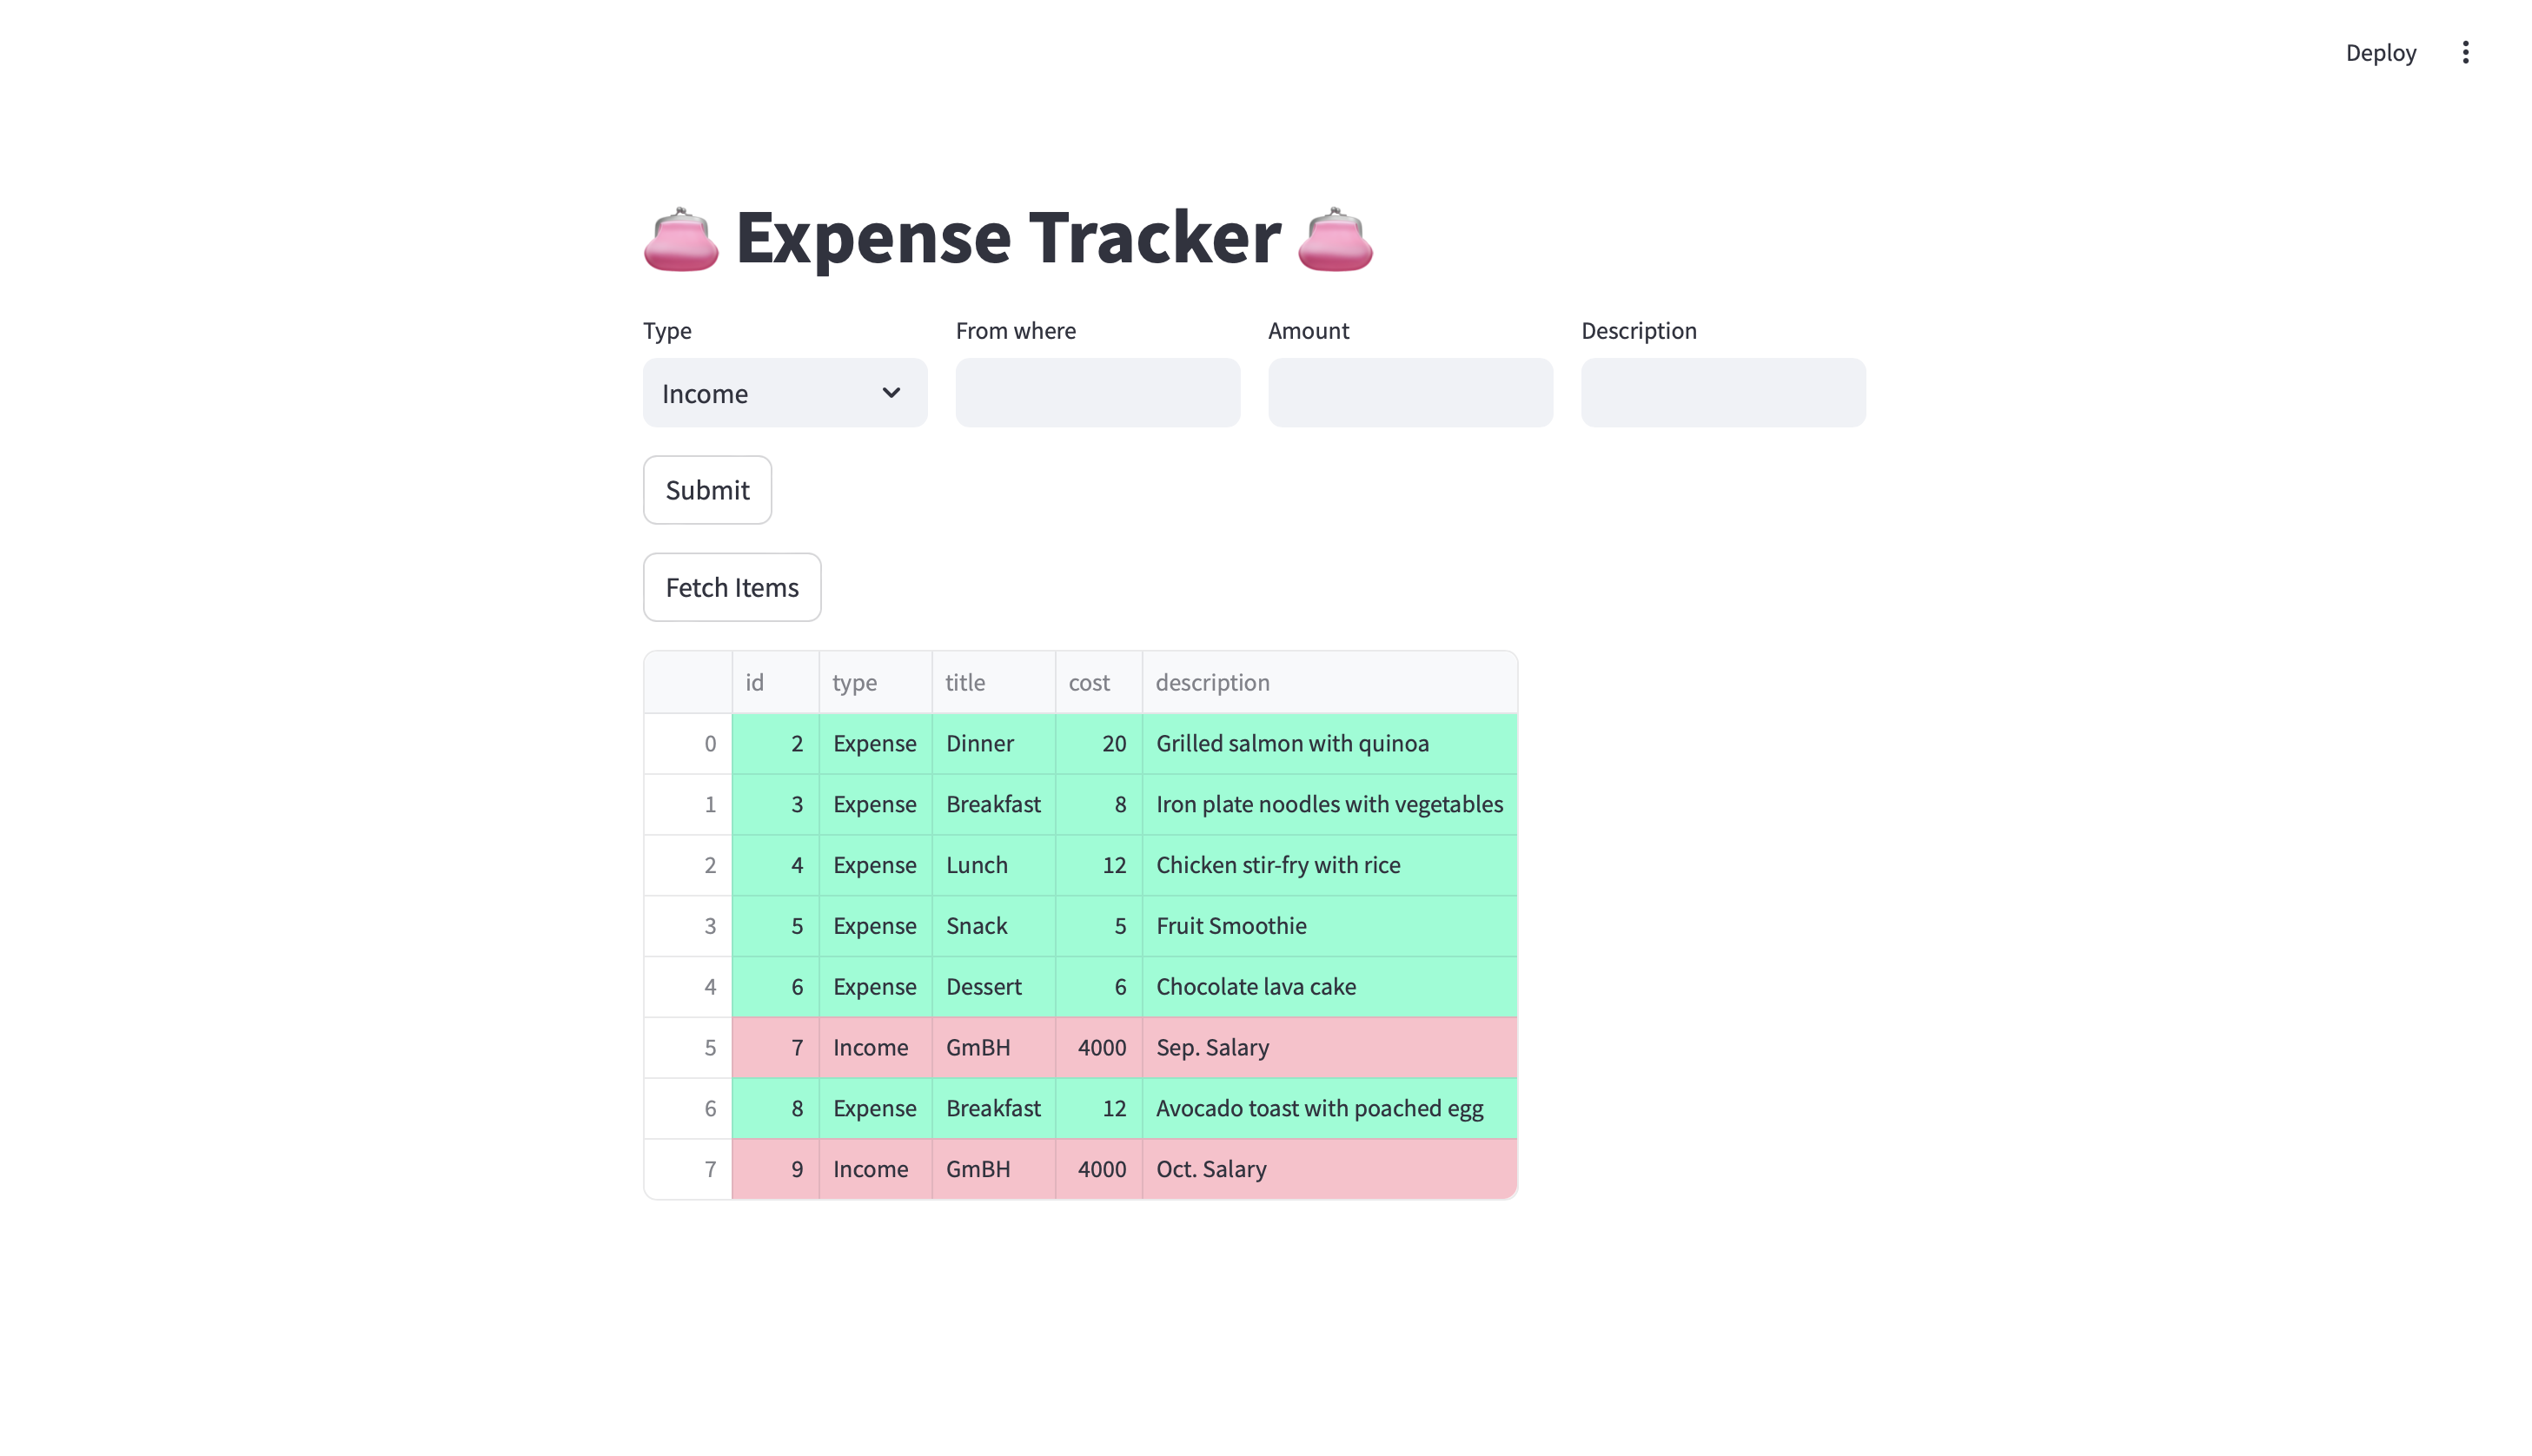 Deploy
Expense Tracker
Type From where Amount Description
Income
Submit
Fetch Items
id type title cost description
0 2 Expense Dinner 20 Grilled salmon with quinoa
1 3 Expense Breakfast 8 Iron plate noodles with vegetables
2 4 Expense Lunch 12 Chicken stir-fry with rice
3 5 Expense Snack 5 Fruit Smoothie
4 6 Expense Dessert 6 Chocolate lava cake
5 7 Income GmBH 4000 Sep. Salary
6 8 Expense Breakfast 12 Avocado toast with poached egg
7 9 Income GmBH 4000 Oct. Salary